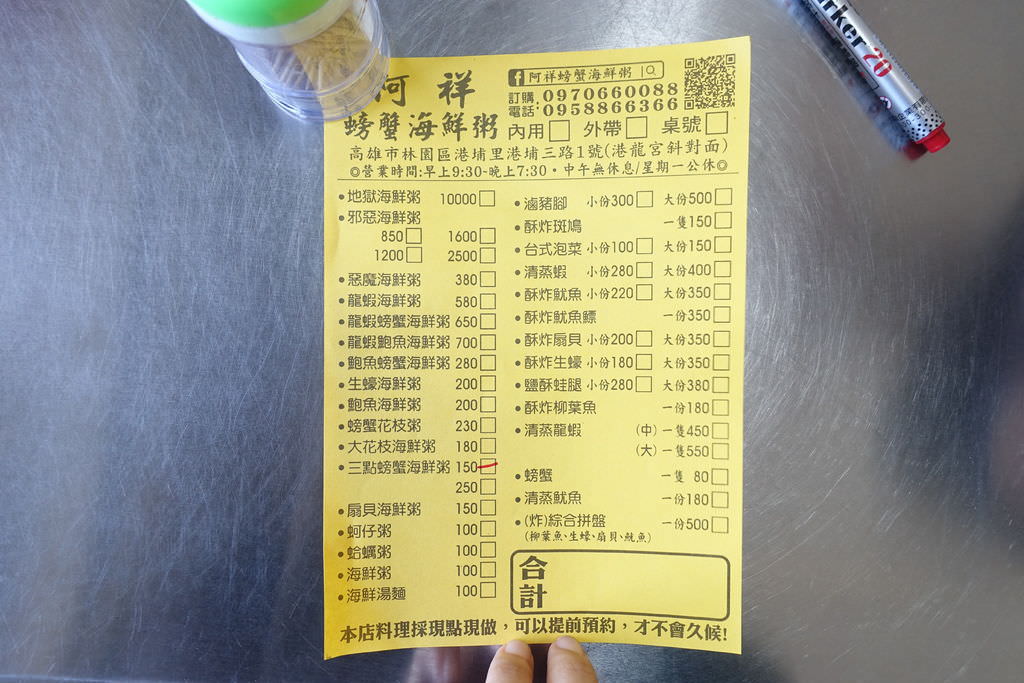 阿祥
螃蟹海鮮粥
阿祥螃蟹海鮮粥
訂購電話:0970660088
0958866366
內用 外帶 桌號
高雄市林園區港埔里港埔三路1號(港龍宮斜對面)
◎營業時間:早上9:30~晚上7:30・中午無休息/星期一公休◎
•地獄海鮮粥 10000
•邪惡海鮮粥
850 1600
1200 2500
•惡魔海鮮粥 380
•龍蝦海鮮粥 580
•龍蝦螃蟹海鮮粥 650
•龍蝦鮑魚海鮮粥 700
•鮑魚螃蟹海鮮粥 280
•生蠔海鮮粥 200
•鮑魚海鮮粥 200
•螃蟹花枝粥 230
•大花枝海鮮粥 180
•三點螃蟹海鮮粥 150
250
•扇貝海鮮粥 150
•蚵仔粥 100
•蛤蠣粥 100
•海鮮粥 100
•海鮮湯麵 100
•滷豬腳 小份300 大份500
•酥炸斑鳩 一隻150
•台式泡菜 小份100 大份150
•清蒸蝦 小份280 大份400
•酥炸魷魚 小份220 大份350
•酥炸魷魚鰾 一份350
•酥炸扇貝 小份200 大份350
•酥炸生蠔 小份180 大份350
•鹽酥蛙腿 小份280 大份380
•酥炸柳葉魚 一份180
•清蒸龍蝦 (中) 一隻450
(大) 一隻550
•螃蟹 一隻 80
•清蒸魷魚 一份180
•(炸)綜合拼盤 一份500
(柳葉魚、生蠔、扇貝、魷魚)
合計
本店料理採現點現做，可以提前預約，才不會久候!
rker 20